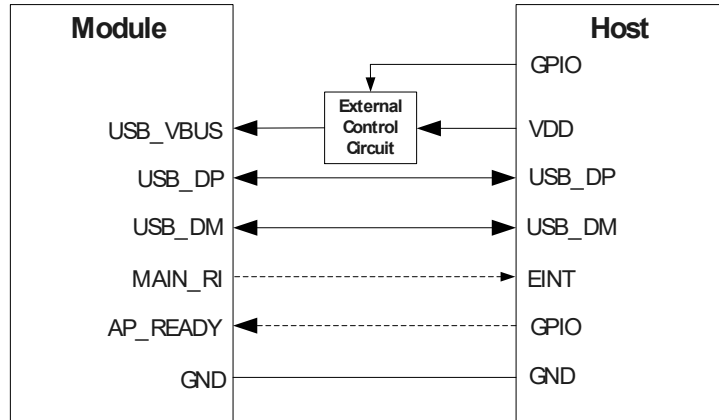 Module
Host
GPIO
External
Control
Circuit
USB_VBUS
VDD
USB_DP
USB_DP
USB_DM
USB_DM
MAIN_RI
EINT
AP_READY
GPIO
GND
GND